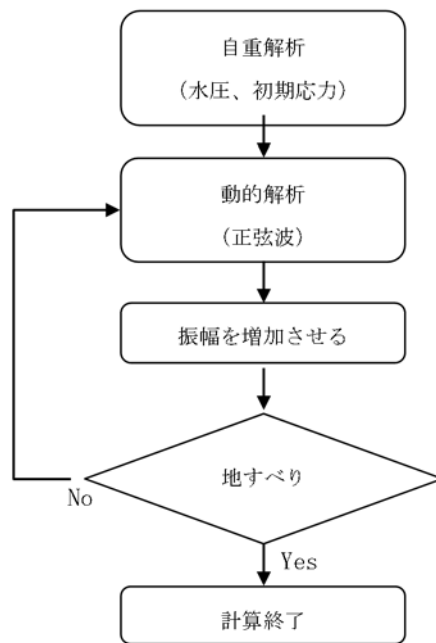 自重解析
（水圧、初期応力）
動的解析
（正弦波）
振幅を増加させる
地すべり
No
Yes
計算終了